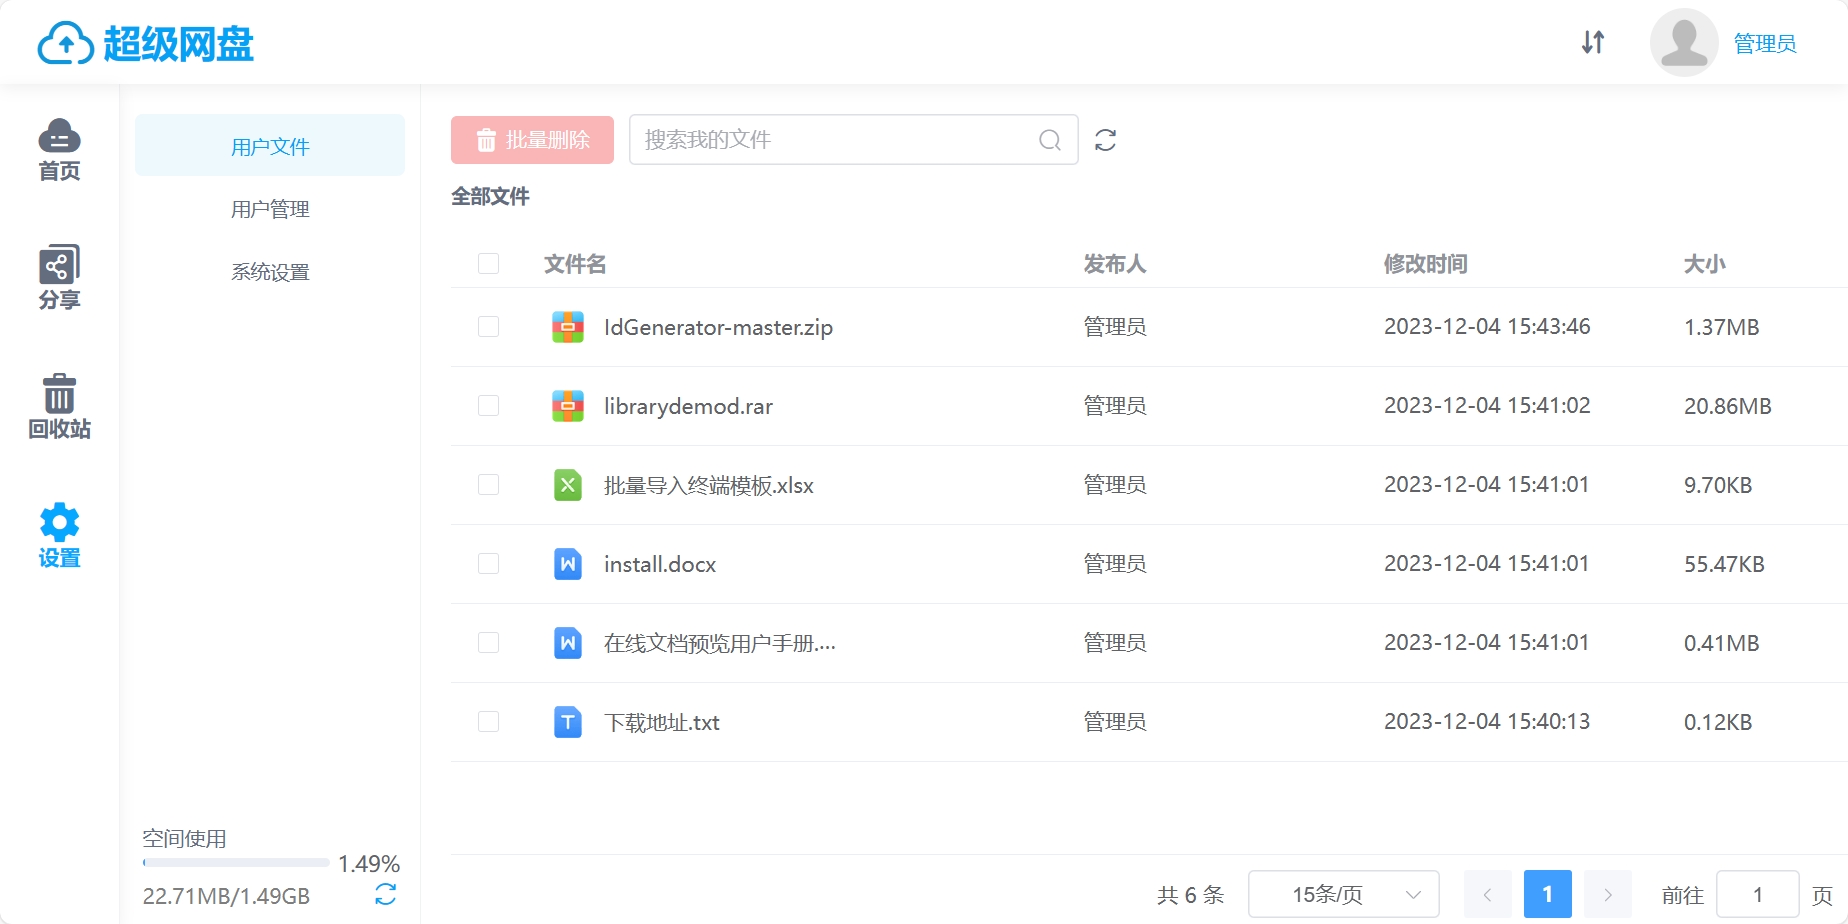 超级网盘
管理员
首页
分享
回收站
设置
用户文件
用户管理
系统设置
空间使用
1.49%
22.71MB/1.49GB
批量删除
搜索我的文件
全部文件
文件名 发布人 修改时间 大小
IdGenerator-master.zip 管理员 2023-12-04 15:43:46 1.37MB
librarydemod.rar 管理员 2023-12-04 15:41:02 20.86MB
批量导入终端模板.xlsx 管理员 2023-12-04 15:41:01 9.70KB
install.docx 管理员 2023-12-04 15:41:01 55.47KB
在线文档预览用户手册.... 管理员 2023-12-04 15:41:01 0.41MB
下载地址.txt 管理员 2023-12-04 15:40:13 0.12KB
共 6 条 15条/页 1 前往 1 页